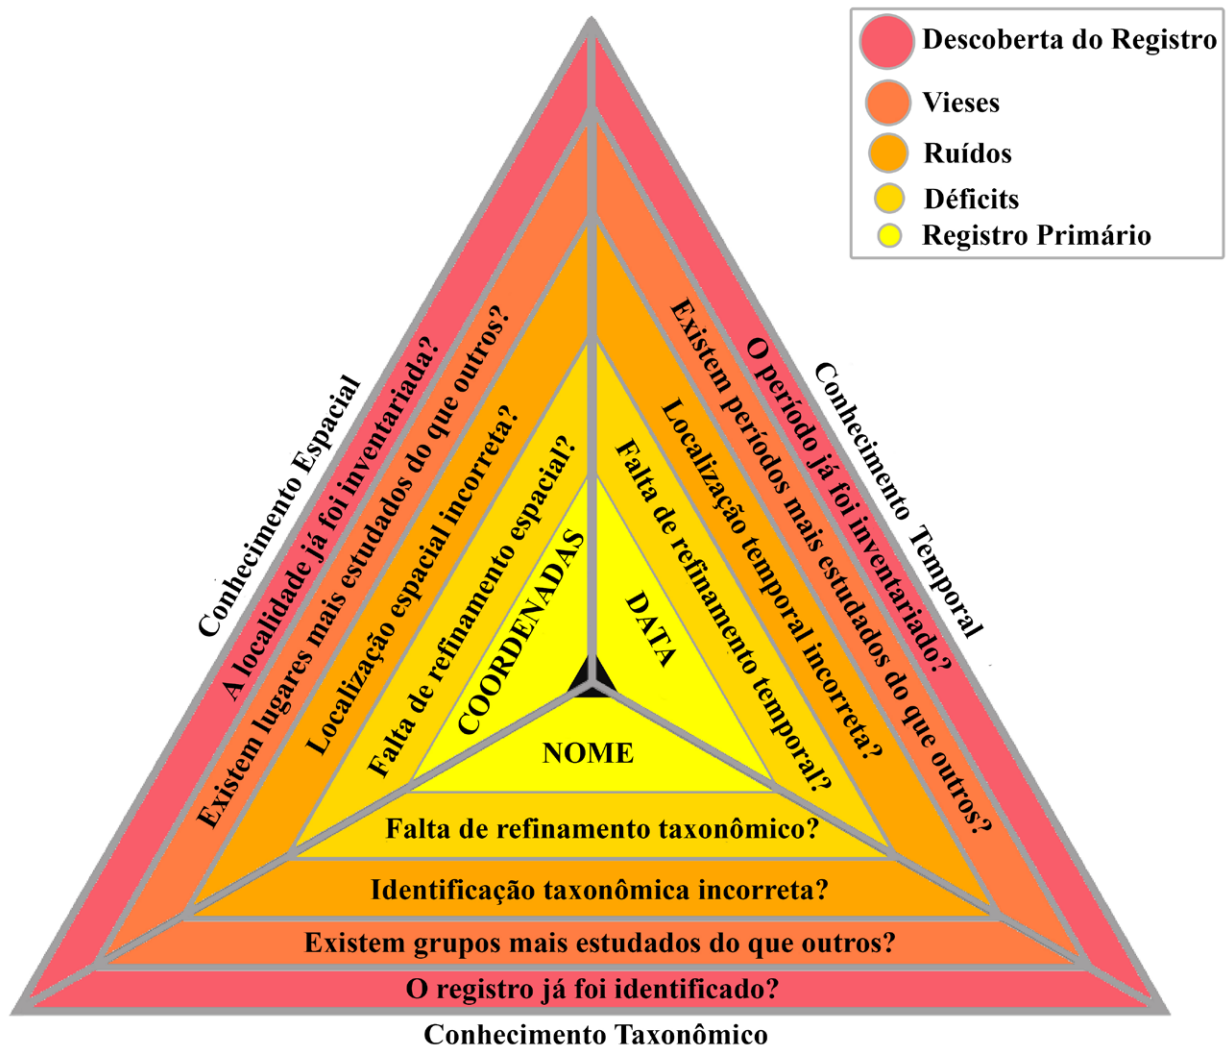 Descoberta do Registro
Vieses
Ruídos
Déficits
Registro Primário
Conhecimento Espacial
A localidade já foi inventariada?
Existem lugares mais estudados do que outros?
Localização espacial incorreta?
Falta de refinamento espacial?
COORDENADAS
Conhecimento Temporal
O período já foi inventariado?
Existem períodos mais estudados do que outros?
Localização temporal incorreta?
Falta de refinamento temporal?
DATA
NOME
Falta de refinamento taxonômico?
Identificação taxonômica incorreta?
Existem grupos mais estudados do que outros?
O registro já foi identificado?
Conhecimento Taxonômico